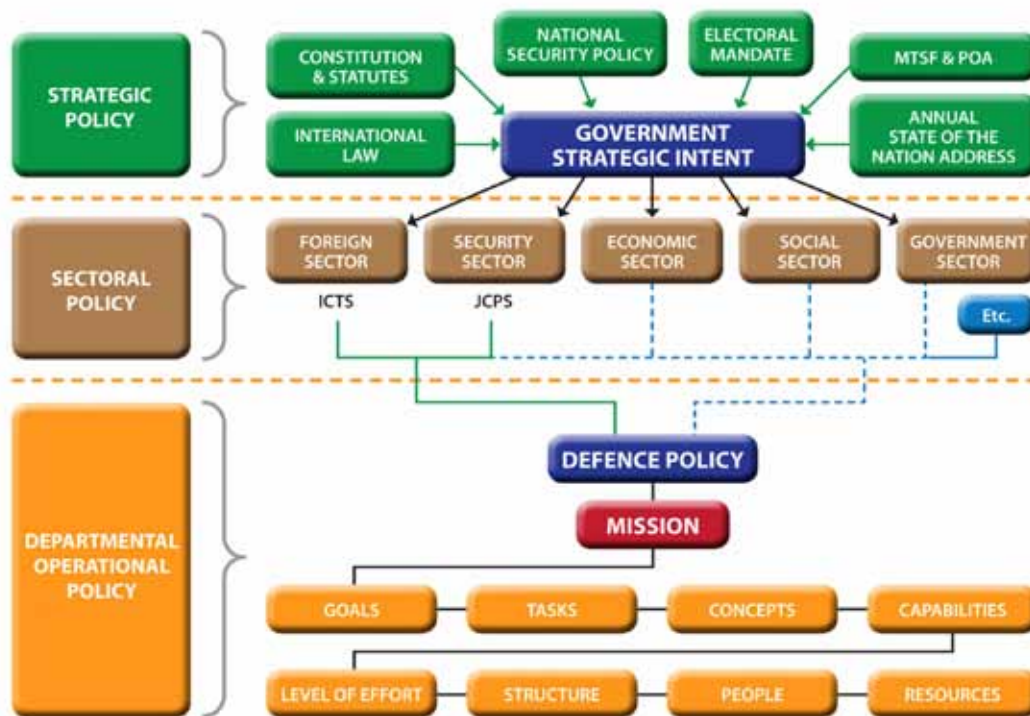 STRATEGIC
POLICY
CONSTITUTION
& STATUTES
NATIONAL
SECURITY POLICY
ELECTORAL
MANDATE
MTSF & POA
INTERNATIONAL
LAW
GOVERNMENT
STRATEGIC INTENT
ANNUAL
STATE OF THE
NATION ADDRESS
SECTORAL
POLICY
FOREIGN
SECTOR
SECURITY
SECTOR
ECONOMIC
SECTOR
SOCIAL
SECTOR
GOVERNMENT
SECTOR
ICTS
JCPS
Etc.
DEPARTMENTAL
OPERATIONAL
POLICY
DEFENCE POLICY
MISSION
GOALS
TASKS
CONCEPTS
CAPABILITIES
LEVEL OF EFFORT
STRUCTURE
PEOPLE
RESOURCES